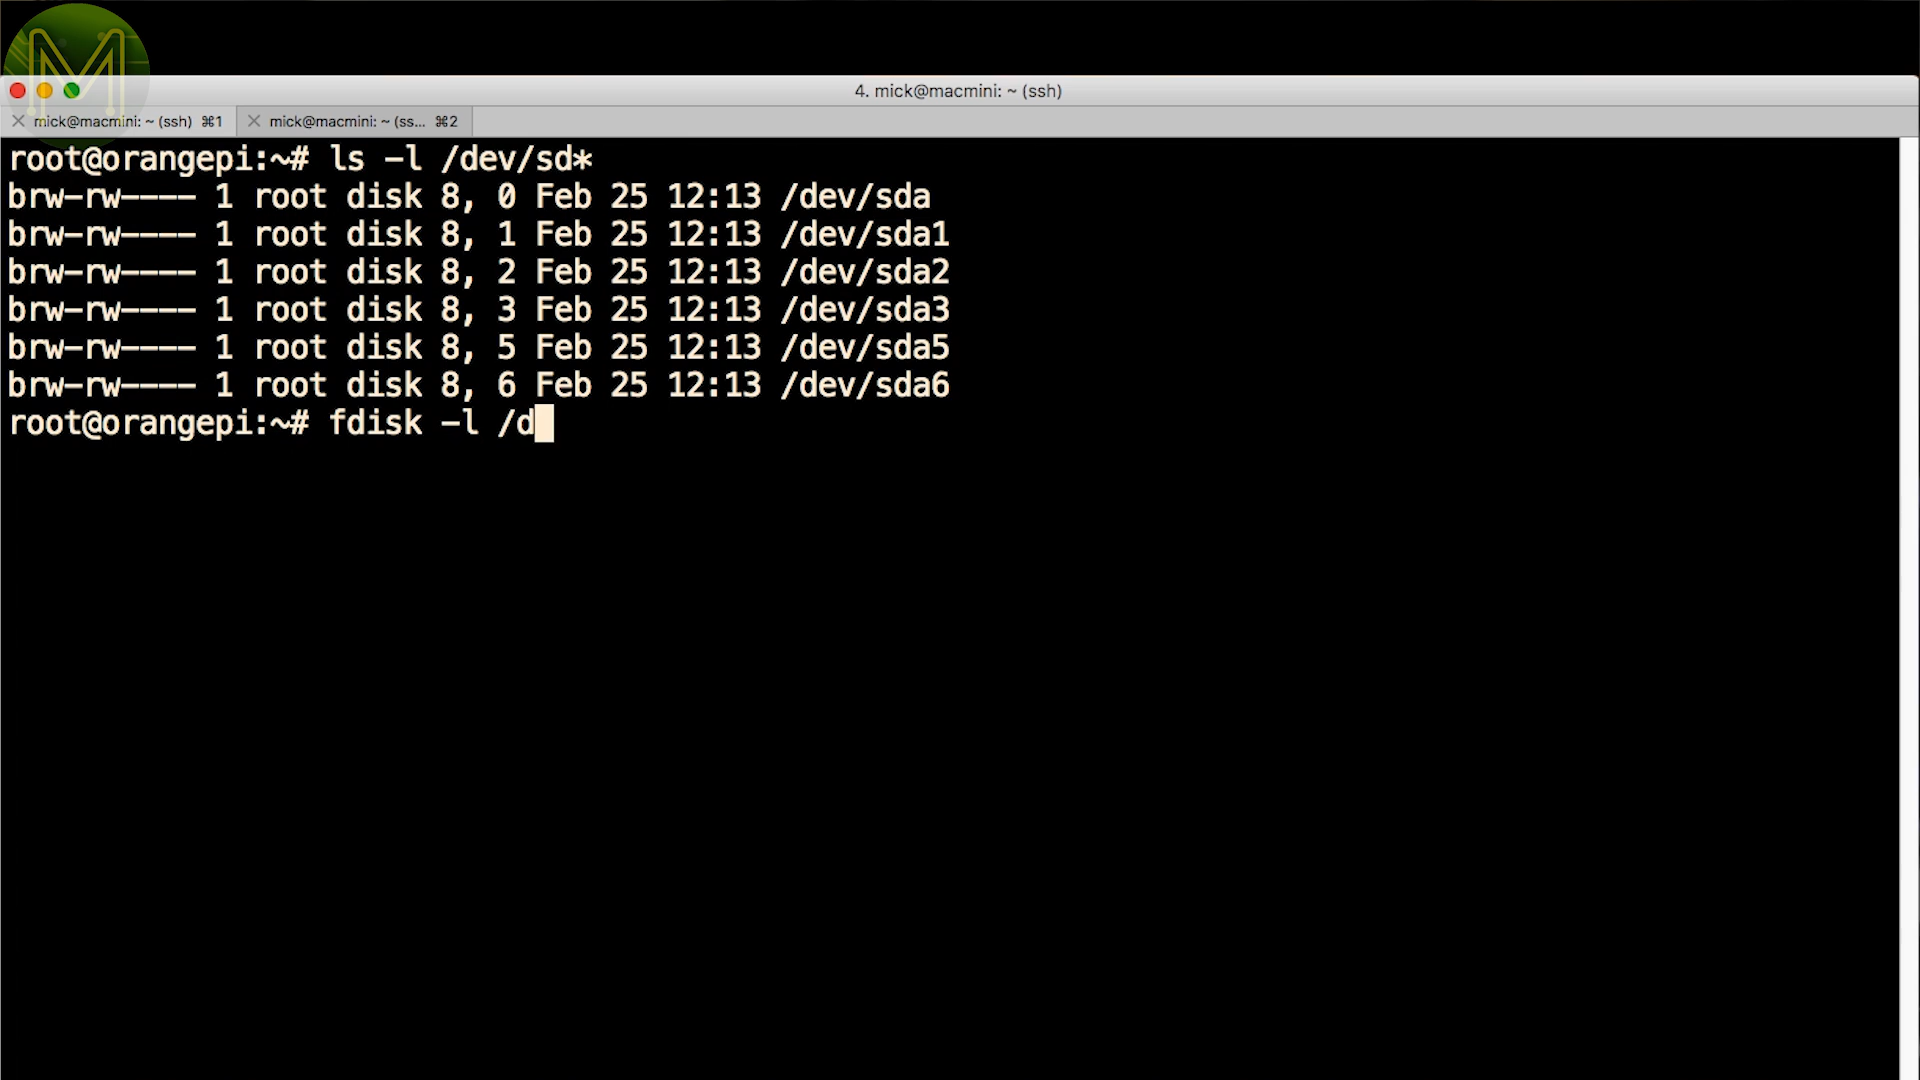 M
4. mick@macmini: ~ (ssh)
mick@macmini: ~ (ssh) ⌘1
mick@macmini: ~ (ss... ⌘2
root@orangepi:~# ls -l /dev/sd*
brw-rw---- 1 root disk 8, 0 Feb 25 12:13 /dev/sda
brw-rw---- 1 root disk 8, 1 Feb 25 12:13 /dev/sda1
brw-rw---- 1 root disk 8, 2 Feb 25 12:13 /dev/sda2
brw-rw---- 1 root disk 8, 3 Feb 25 12:13 /dev/sda3
brw-rw---- 1 root disk 8, 5 Feb 25 12:13 /dev/sda5
brw-rw---- 1 root disk 8, 6 Feb 25 12:13 /dev/sda6
root@orangepi:~# fdisk -l /d